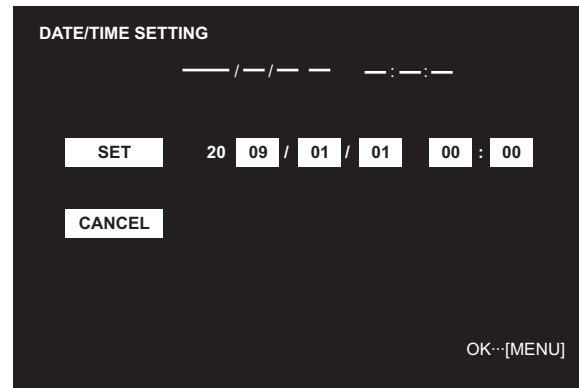 DATE/TIME SETTING
——/—/— — —:—:—
SET 20 09 / 01 / 01 00 : 00
CANCEL
OK···[MENU]